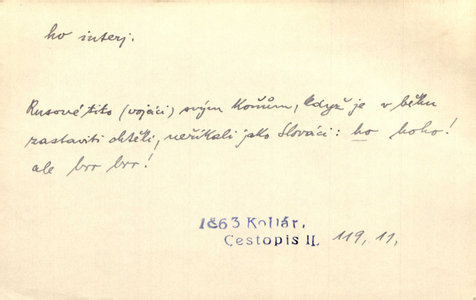 ho interj.
Rusové tito (vojáci) svým koňům, když je v běhu
zastaviti chtěli, neříkali jako Slováci: ho hoho!
ale brr brr!
1863 Kollár,
Cestopis II. 119, 11,